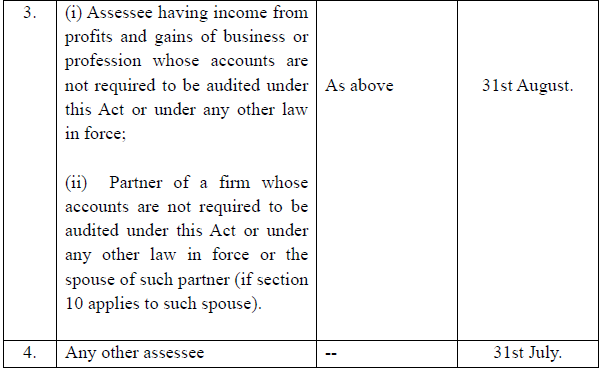 3.
(i) Assessee having income from
profits and gains of business or
profession whose accounts are
not required to be audited under
this Act or under any other law
in force;
(ii) Partner of a firm whose
accounts are not required to be
audited under this Act or under
any other law in force or the
spouse of such partner (if section
10 applies to such spouse).
As above
31st August.
4.
Any other assessee
--
31st July.